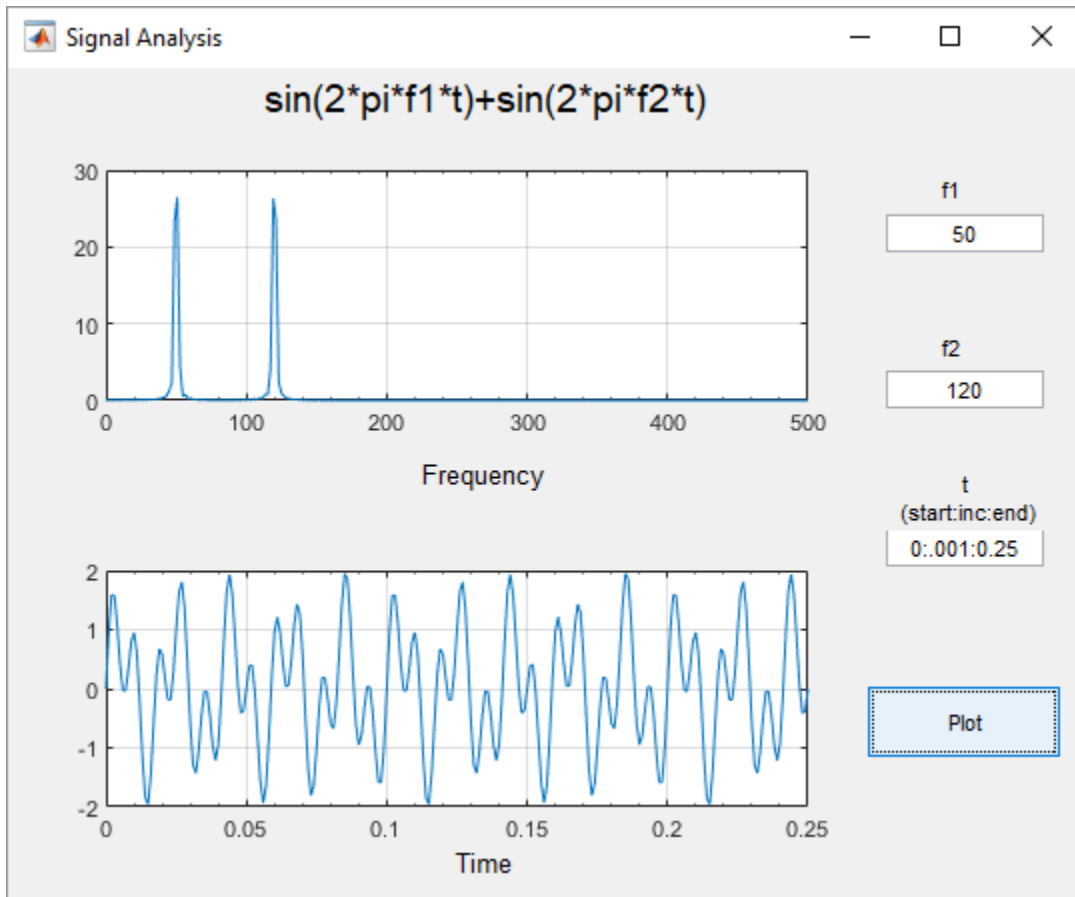 Signal Analysis
sin(2*pi*f1*t)+sin(2*pi*f2*t)
30
20
10
0
0 100 200 300 400 500
Frequency
f1
50
f2
120
t
(start:inc:end)
0:.001:0.25
2
1
0
-1
-2
0 0.05 0.1 0.15 0.2 0.25
Time
Plot